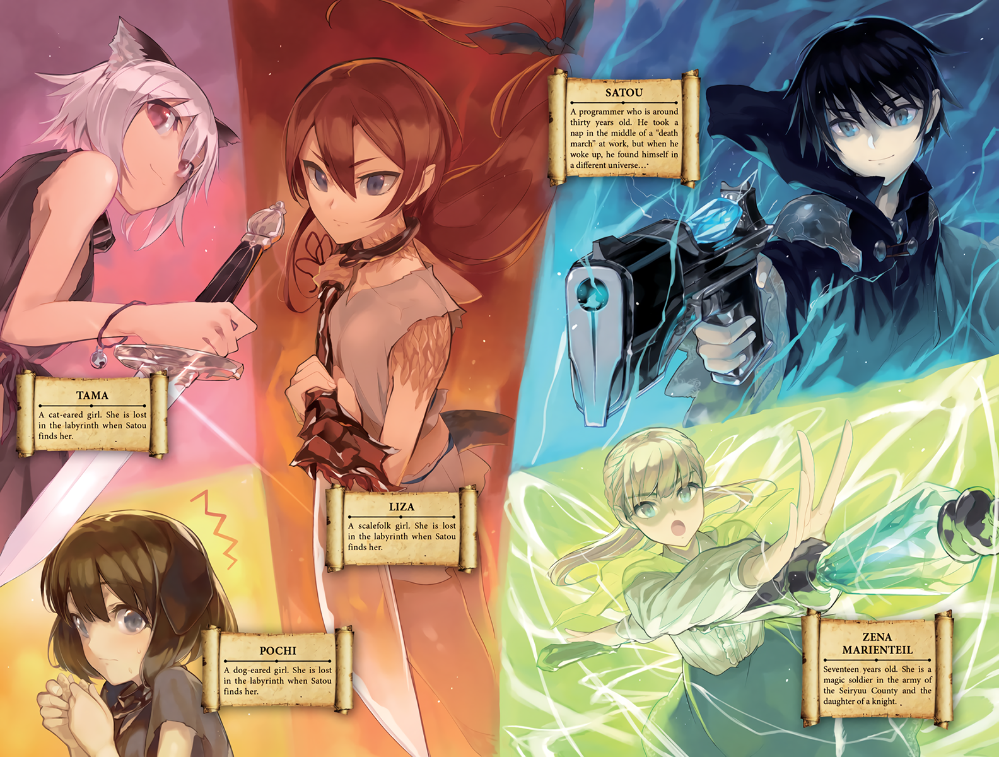 SATOU
A programmer who is around
thirty years old. He took a
nap in the middle of a “death
march” at work, but when he
woke up, he found himself in
a different universe…
TAMA
A cat-eared girl. She is lost
in the labyrinth when Satou
finds her.
LIZA
A scalefolk girl. She is lost
in the labyrinth when Satou
finds her.
POCHI
A dog-eared girl. She is lost
in the labyrinth when Satou
finds her.
ZENA
MARIENTEIL
Seventeen years old. She is a
magic soldier in the army of
the Seiryuu County and the
daughter of a knight.